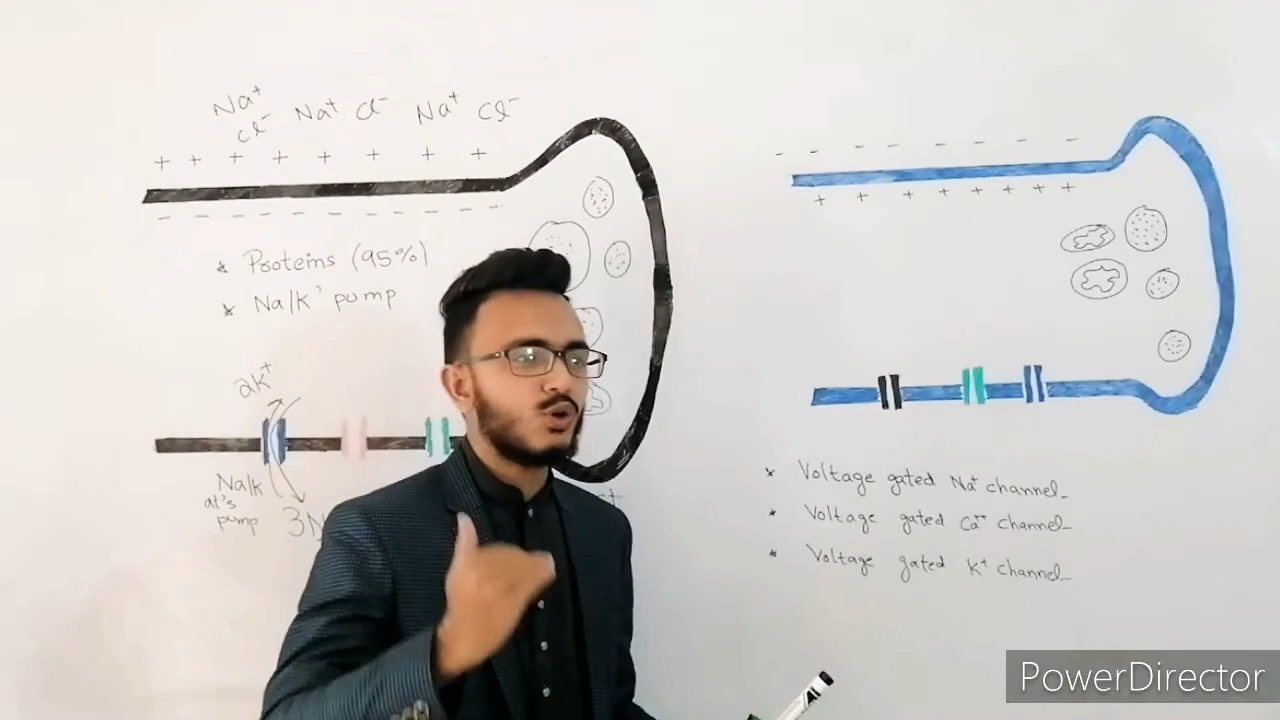 Na⁺ Na⁺ Cl⁻ Na⁺ Cl⁻
Cl⁻
+ + + + + + + +
- - - - - - - - -
* Proteins (95%)
* Na/K pump
2K⁺
Na/K
pump
3N
- - - - - -
+ + + + + + +
* Voltage gated Na⁺ channel
* Voltage gated Ca⁺⁺ channel
* Voltage gated K⁺ channel
PowerDirector